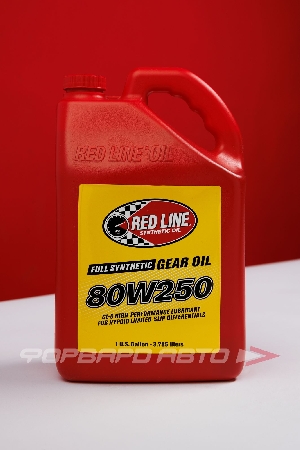 RED LINE OIL
RED LINE
SYNTHETIC OIL
FULL SYNTHETIC GEAR OIL
80W250
GL-5 HIGH PERFORMANCE LUBRICANT
FOR HYPOID LIMITED SLIP DIFFERENTIALS
ФОРВАРД АВТО
1 U.S. Gallon - 3.785 liters